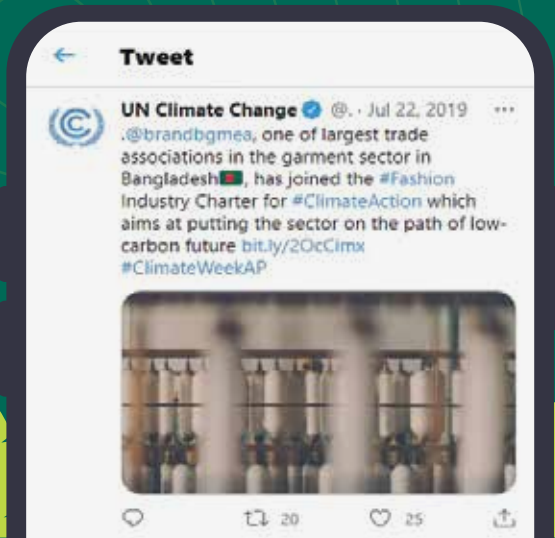 Tweet
UN Climate Change @. · Jul 22, 2019 ···
.@brandbgmea, one of largest trade
associations in the garment sector in
Bangladesh🇧🇩, has joined the #Fashion
Industry Charter for #ClimateAction which
aims at putting the sector on the path of low-
carbon future bit.ly/2OcCimx
#ClimateWeekAP
20 25